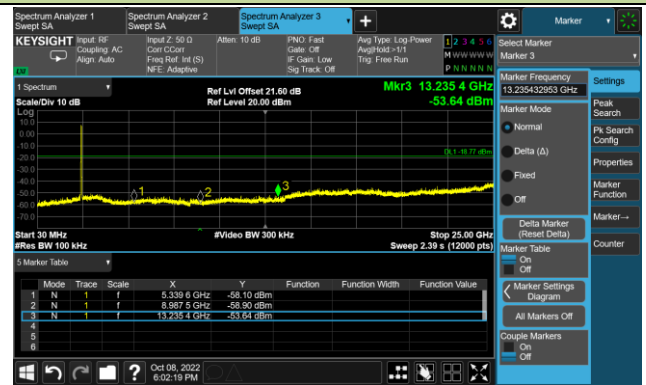 Spectrum Analyzer 1
Swept SA
Spectrum Analyzer 2
Swept SA
Spectrum Analyzer 3
Swept SA
Marker
KEYSIGHT
Input: RF
Coupling: AC
Align: Auto
Input Z: 50 Ω
Corr CCorr
Freq Ref: Int (S)
NFE: Adaptive
Atten: 10 dB
PNO: Fast
Gate: Off
IF Gain: Low
Sig Track: Off
Avg Type: Log-Power
Avg|Hold:>1/1
Trig: Free Run
1 2 3 4 5 6
M W W W W W
P N N N N N
Select Marker
Marker 3
1 Spectrum
Ref Lvl Offset 21.60 dB
Mkr3 13.235 4 GHz
Scale/Div 10 dB
Ref Level 20.00 dBm
-53.64 dBm
Log
10.0
0.00
-10.0
-20.0
-30.0
-40.0
-50.0
-60.0
-70.0
DL1 -18.77 dBm
1
2
3
Start 30 MHz
#Video BW 300 kHz
Stop 25.00 GHz
#Res BW 100 kHz
Sweep 2.39 s (12000 pts)
5 Marker Table
Mode Trace Scale X Y Function Function Width Function Value
1 N 1 f 5.339 6 GHz -58.10 dBm
2 N 1 f 8.987 5 GHz -58.90 dBm
3 N 1 f 13.235 4 GHz -53.64 dBm
4
5
6
Marker Frequency
13.235432953 GHz
Marker Mode
Normal
Delta (Δ)
Fixed
Off
Delta Marker
(Reset Delta)
Marker Table
On
Off
Marker Settings
Diagram
All Markers Off
Couple Markers
On
Off
Settings
Peak
Search
Pk Search
Config
Properties
Marker
Function
Marker→
Counter
?
Oct 08, 2022
6:02:19 PM